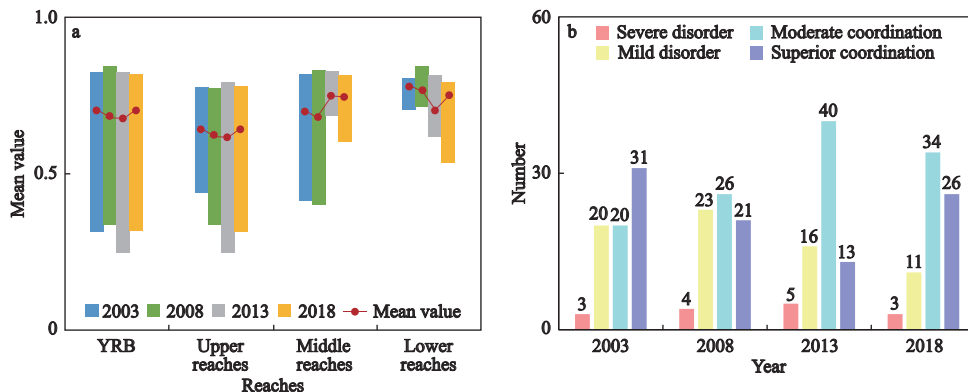 1.0
a
0.5
0
Mean value
2003 2008 2013 2018 Mean value
YRB Upper reaches Middle reaches Lower reaches
Reaches
60
b
Severe disorder Moderate coordination
Mild disorder Superior coordination
30
0
Number
3 20 20 31
4 23 26 21
5 16 40 13
3 11 34 26
2003 2008 2013 2018
Year